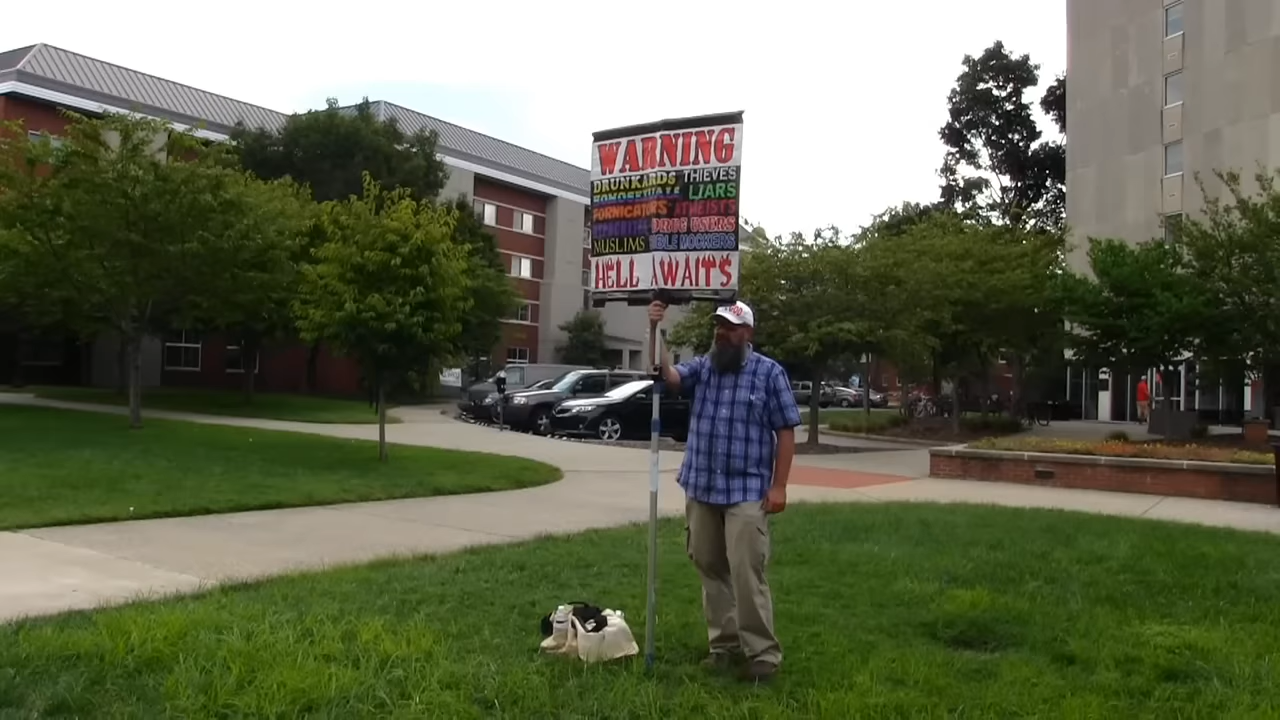 WARNING
DRUNKARDS THIEVES
HOMOSEXUALS LIARS
FORNICATORS ATHEISTS
DRUG USERS
MUSLIMS BIBLE MOCKERS
HELL AWAITS